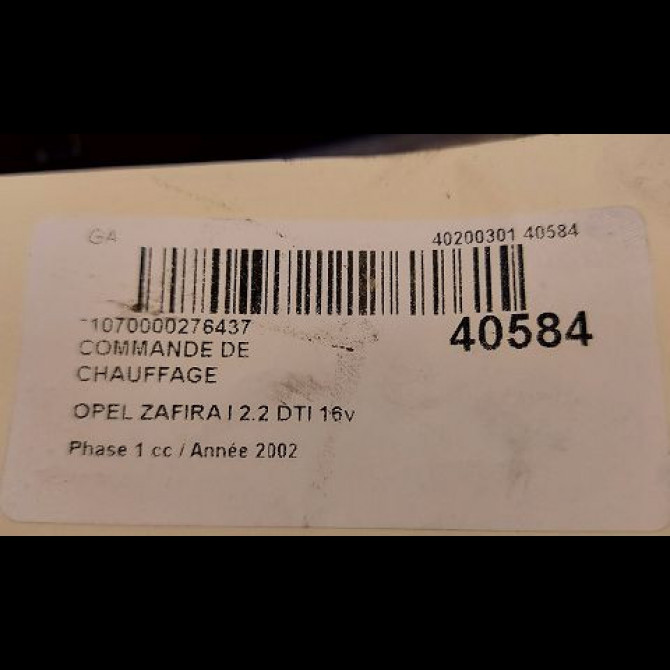 GA
40200301 40584
1070000276437
40584
COMMANDE DE
CHAUFFAGE
OPEL ZAFIRA I 2.2 DTI 16v
Phase 1 cc / Année 2002